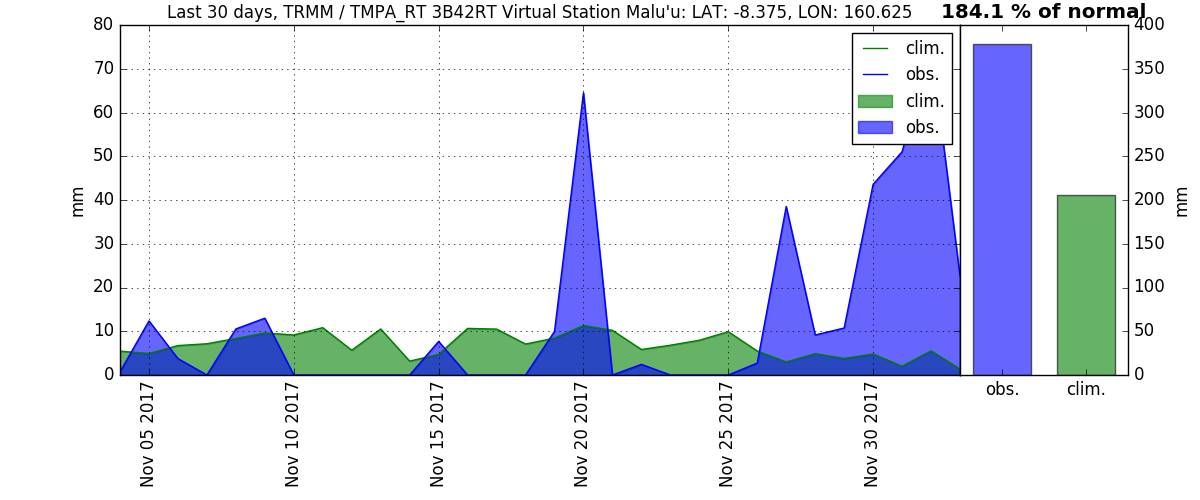 Last 30 days, TRMM / TMPA_RT 3B42RT Virtual Station Malu'u: LAT: -8.375, LON: 160.625
184.1 % of normal
80
70
60
50
40
30
20
10
0
mm
clim.
obs.
clim.
obs.
400
350
300
250
200
150
100
50
0
mm
Nov 05 2017
Nov 10 2017
Nov 15 2017
Nov 20 2017
Nov 25 2017
Nov 30 2017
obs.
clim.